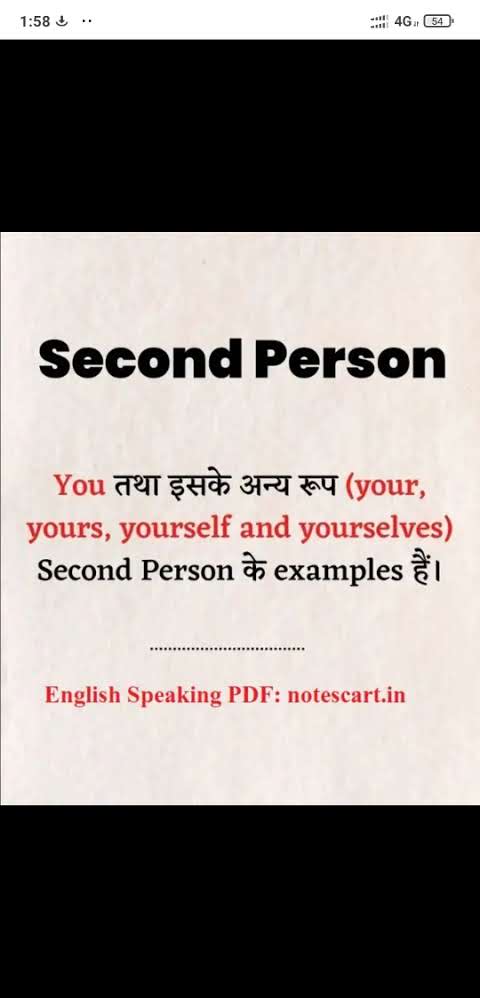 1:58
4G 54
Second Person
You तथा इसके अन्य रूप (your,
yours, yourself and yourselves)
Second Person के examples हैं।
English Speaking PDF: notescart.in